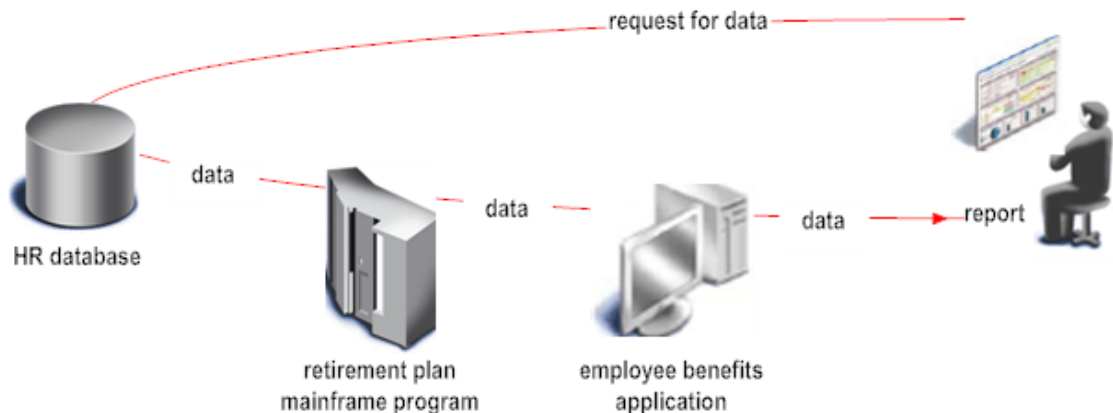 request for data
data
data
data
report
HR database
retirement plan
mainframe program
employee benefits
application